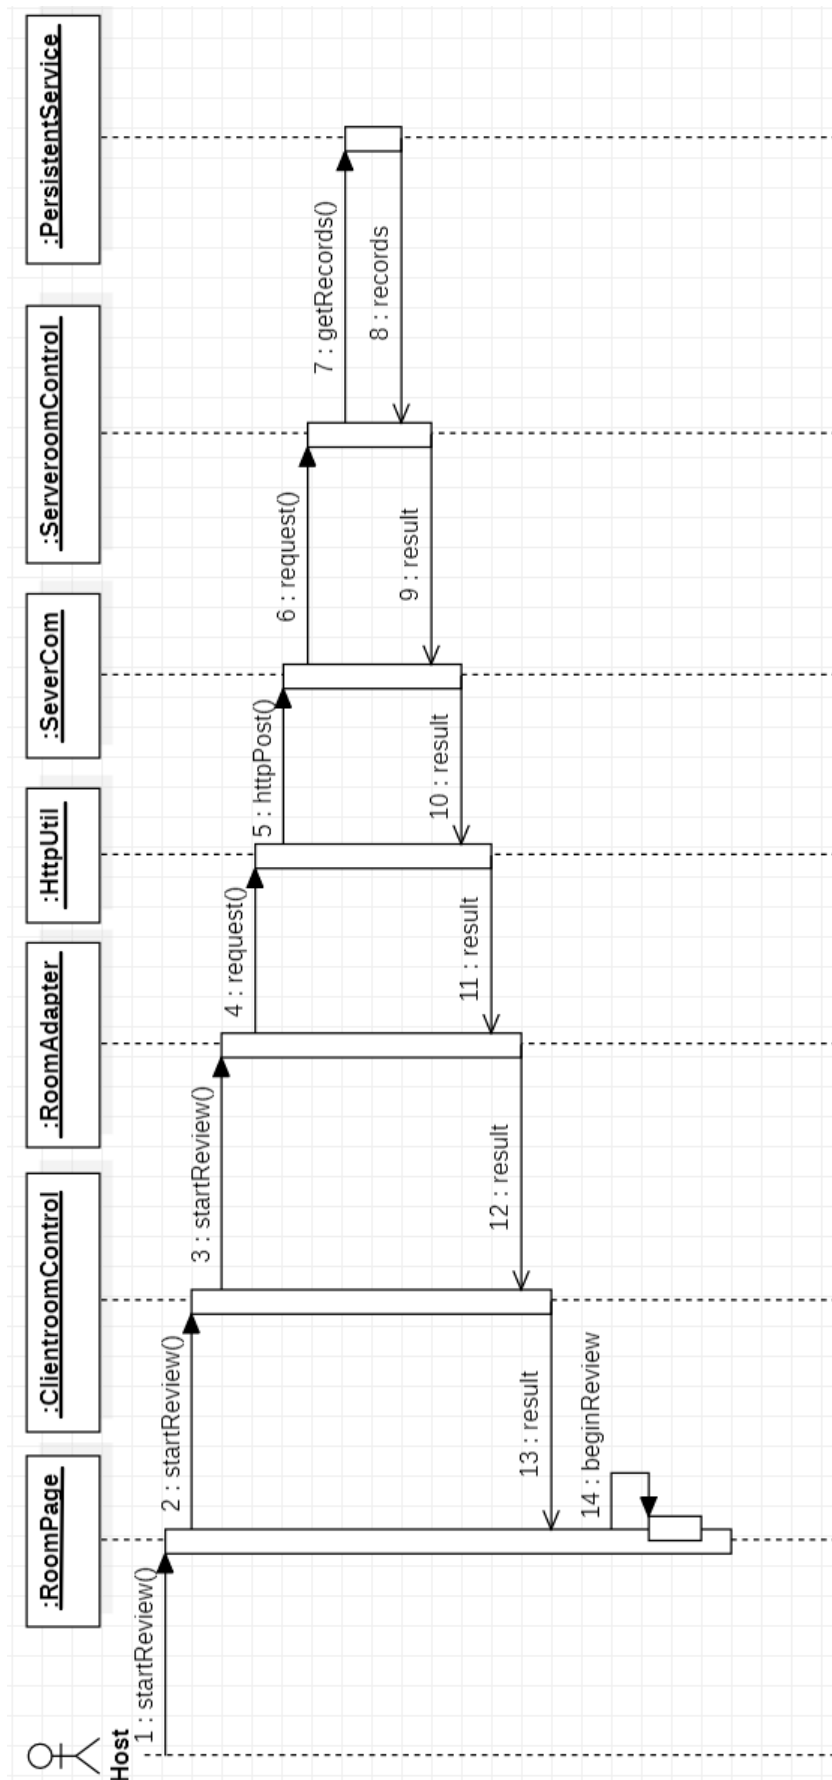 Host
:RoomPage
:ClientroomControl
:RoomAdapter
:HttpUtil
:SeverCom
:ServeroomControl
:PersistentService
1 : startReview()
2 : startReview()
3 : startReview()
4 : request()
5 : httpPost()
6 : request()
7 : getRecords()
8 : records
9 : result
10 : result
11 : result
12 : result
13 : result
14 : beginReview